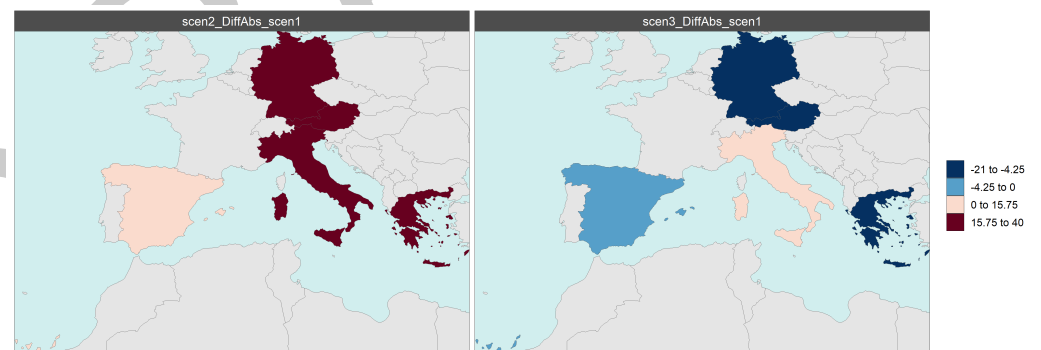 scen2_DiffAbs_scen1
scen3_DiffAbs_scen1
-21 to -4.25
-4.25 to 0
0 to 15.75
15.75 to 40